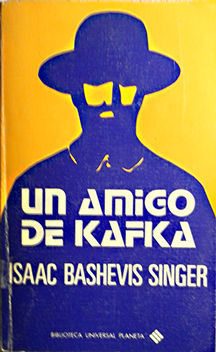 UN AMIGO
DE KAFKA
ISAAC BASHEVIS SINGER
BIBLIOTECA UNIVERSAL PLANETA